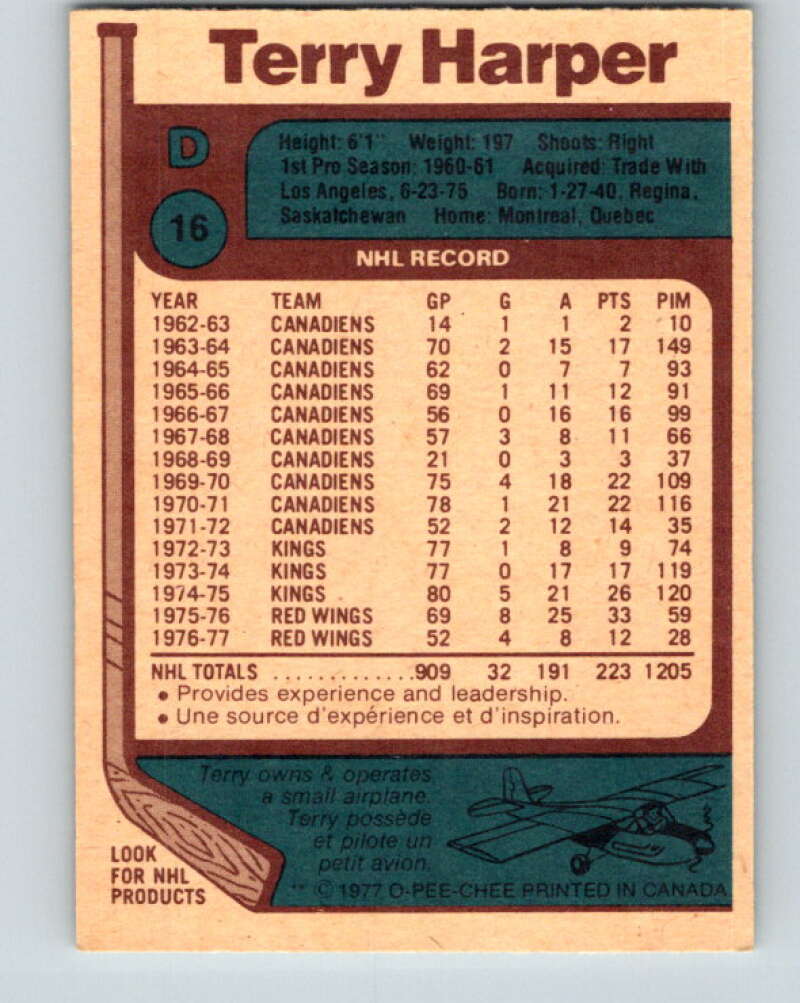 Terry Harper
D
Height: 6'1" Weight: 197 Shoots: Right
1st Pro Season: 1960-61 Acquired: Trade With
Los Angeles, 6-23-75 Born: 1-27-40, Regina,
Saskatchewan Home: Montreal, Quebec
16
NHL RECORD
YEAR TEAM GP G A PTS PIM
1962-63 CANADIENS 14 1 1 2 10
1963-64 CANADIENS 70 2 15 17 149
1964-65 CANADIENS 62 0 7 7 93
1965-66 CANADIENS 69 1 11 12 91
1966-67 CANADIENS 56 0 16 16 99
1967-68 CANADIENS 57 3 8 11 66
1968-69 CANADIENS 21 0 3 3 37
1969-70 CANADIENS 75 4 18 22 109
1970-71 CANADIENS 78 1 21 22 116
1971-72 CANADIENS 52 2 12 14 35
1972-73 KINGS 77 1 8 9 74
1973-74 KINGS 77 0 17 17 119
1974-75 KINGS 80 5 21 26 120
1975-76 RED WINGS 69 8 25 33 59
1976-77 RED WINGS 52 4 8 12 28
NHL TOTALS .............909 32 191 223 1205
• Provides experience and leadership.
• Une source d'expérience et d'inspiration.
Terry owns & operates
a small airplane.
Terry possède
et pilote un
petit avion.
LOOK
FOR NHL
PRODUCTS
** © 1977 O-PEE-CHEE PRINTED IN CANADA